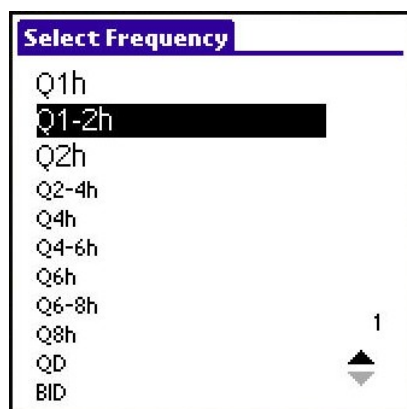 Select Frequency
Q1h
Q1-2h
Q2h
Q2-4h
Q4h
Q4-6h
Q6h
Q6-8h
Q8h
1
QD
BID